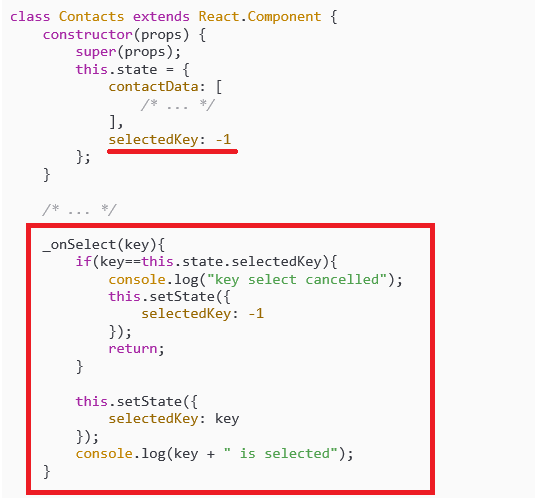 class Contacts extends React.Component {
    constructor(props) {
        super(props);
        this.state = {
            contactData: [
                /* ... */
            ],
            selectedKey: -1
        };
    }

    /* ... */

    _onSelect(key){
        if(key==this.state.selectedKey){
            console.log("key select cancelled");
            this.setState({
                selectedKey: -1
            });
            return;
        }

        this.setState({
            selectedKey: key
        });
        console.log(key + " is selected");
    }